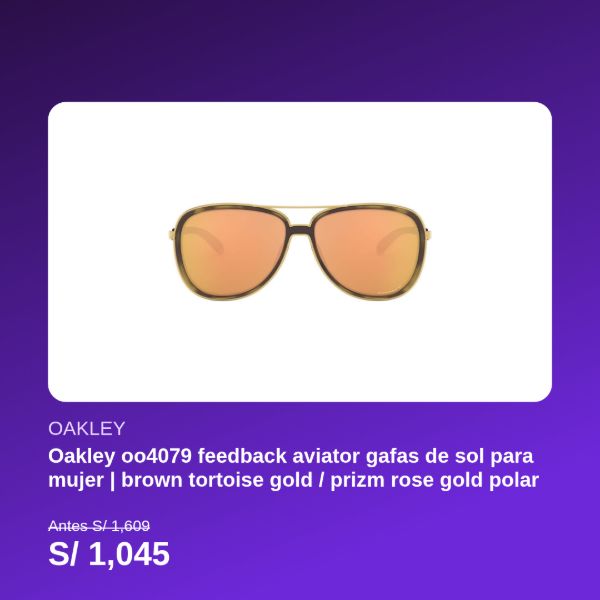 OAKLEY
Oakley oo4079 feedback aviator gafas de sol para
mujer | brown tortoise gold / prizm rose gold polar
Antes S/ 1,609
S/ 1,045